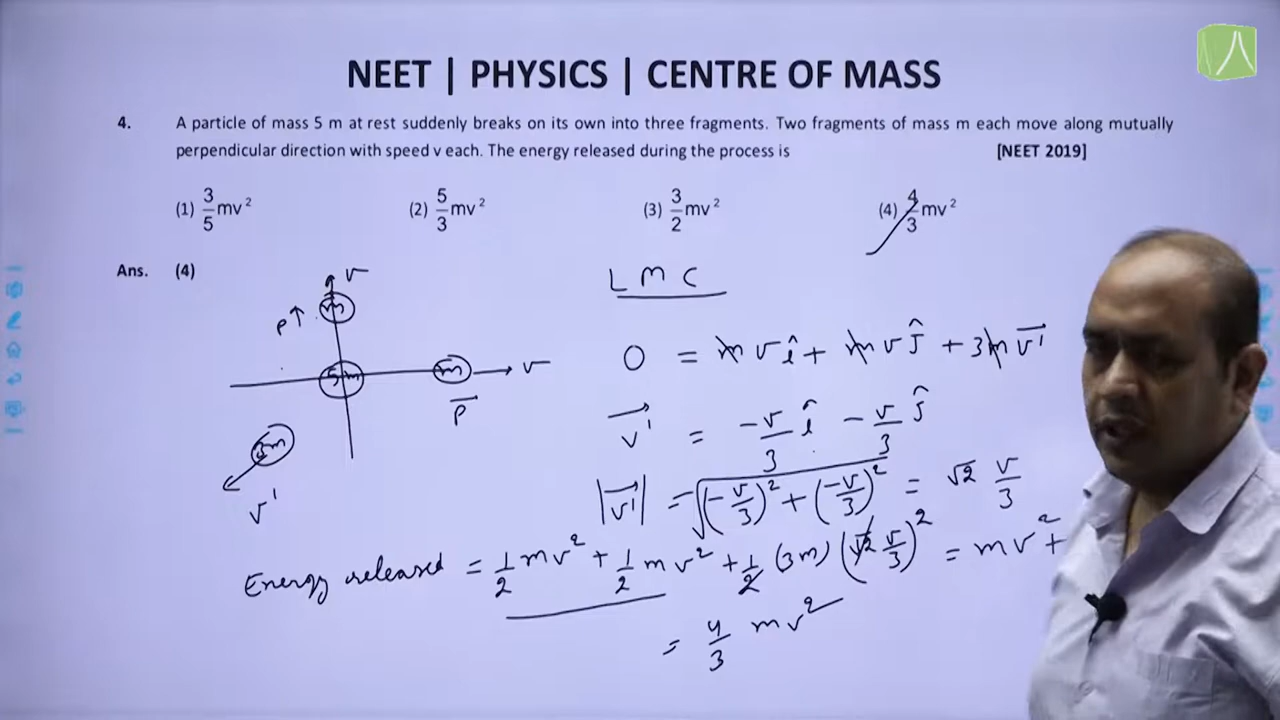 NEET | PHYSICS | CENTRE OF MASS
4. A particle of mass 5 m at rest suddenly breaks on its own into three fragments. Two fragments of mass m each move along mutually
perpendicular direction with speed v each. The energy released during the process is [NEET 2019]
(1) 3/5 mv² (2) 5/3 mv² (3) 3/2 mv² (4) 4/3 mv²
Ans. (4)
LMC
v
P↑ m
0 = mv î + mv ĵ + 3m v⃗'
5m m v
P⃗
v⃗' = -v/3 î - v/3 ĵ
3m
v'
|v⃗'| = √((-v/3)² + (-v/3)²) = √2 v/3
Energy released = 1/2 mv² + 1/2 mv² + 1/2 (3m) (√2 v/3)² = mv² +
= 4/3 mv²